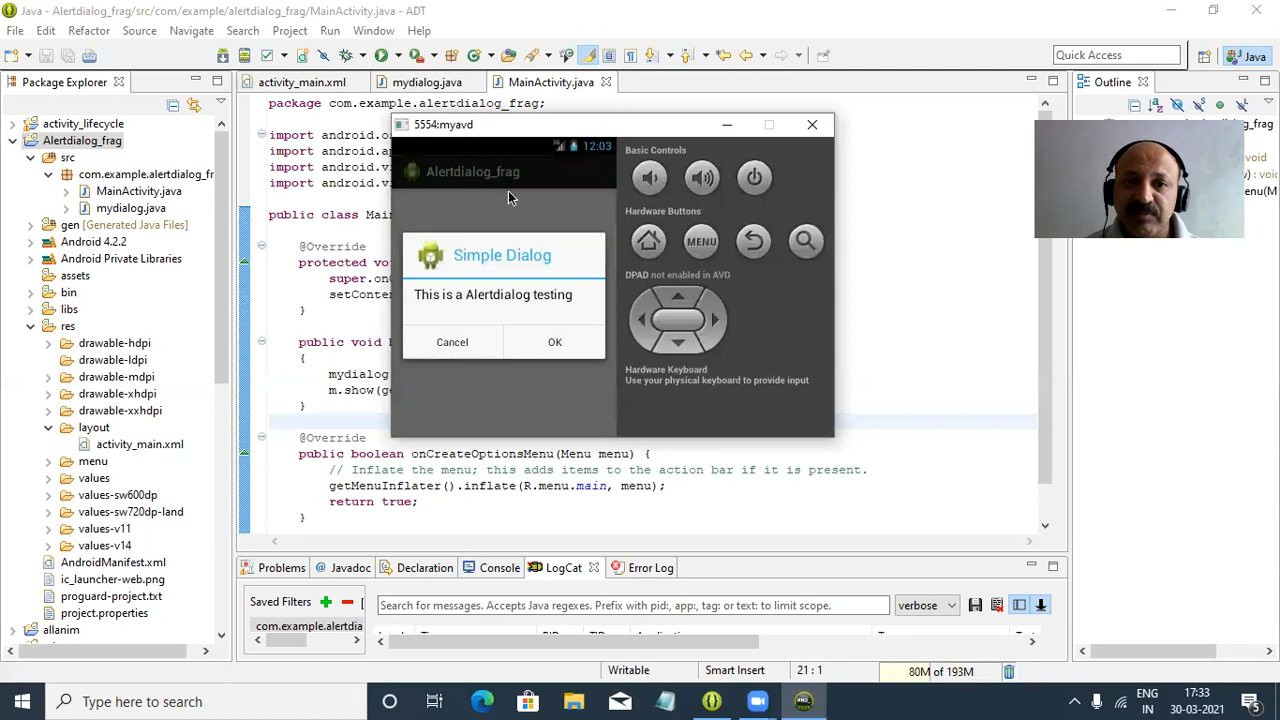 Java - Alertdialog_frag/src/com/example/alertdialog_frag/MainActivity.java - ADT
File Edit Refactor Source Navigate Search Project Run Window Help
Quick Access
Java
Package Explorer
activity_main.xml
mydialog.java
MainActivity.java
Outline
activity_lifecycle
Alertdialog_frag
src
com.example.alertdialog_fr
MainActivity.java
mydialog.java
gen [Generated Java Files]
Android 4.2.2
Android Private Libraries
assets
bin
libs
res
drawable-hdpi
drawable-ldpi
drawable-mdpi
drawable-xhdpi
drawable-xxhdpi
layout
activity_main.xml
menu
values
values-sw600dp
values-sw720dp-land
values-v11
values-v14
AndroidManifest.xml
ic_launcher-web.png
proguard-project.txt
project.properties
allanim
package com.example.alertdialog_frag;
import android.o
import android.a
import android.v
import android.v
public class Mai
@Override
protected vo
super.on
setConte
}
public void
{
mydialog
m.show(g
}
@Override
public boolean onCreateOptionsMenu(Menu menu) {
// Inflate the menu; this adds items to the action bar if it is present.
getMenuInflater().inflate(R.menu.main, menu);
return true;
}
5554:myavd
12:03
Alertdialog_frag
Simple Dialog
This is a Alertdialog testing
Cancel OK
Basic Controls
Hardware Buttons
MENU
DPAD not enabled in AVD
Hardware Keyboard
Use your physical keyboard to provide input
Problems Javadoc Declaration Console LogCat Error Log
Saved Filters
com.example.alertdia
Search for messages. Accepts Java regexes. Prefix with pid:, app:, tag: or text: to limit scope.
verbose
Writable Smart Insert 21 : 1 80M of 193M
Type here to search
ENG
IN
17:33
30-03-2021
5